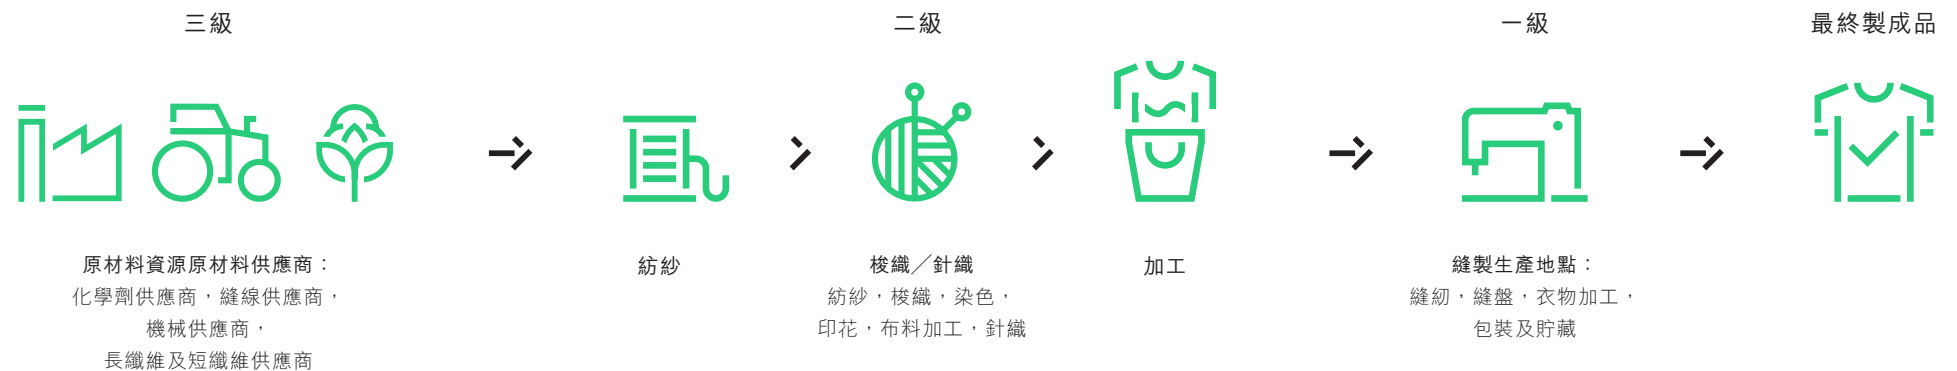 三級
二級
一級
最終製成品
原材料資源原材料供應商：
化學劑供應商，縫線供應商，
機械供應商，
長纖維及短纖維供應商
紡紗
梭織／針織
紡紗，梭織，染色，
印花，布料加工，針織
加工
縫製生產地點：
縫紉，縫盤，衣物加工，
包裝及貯藏